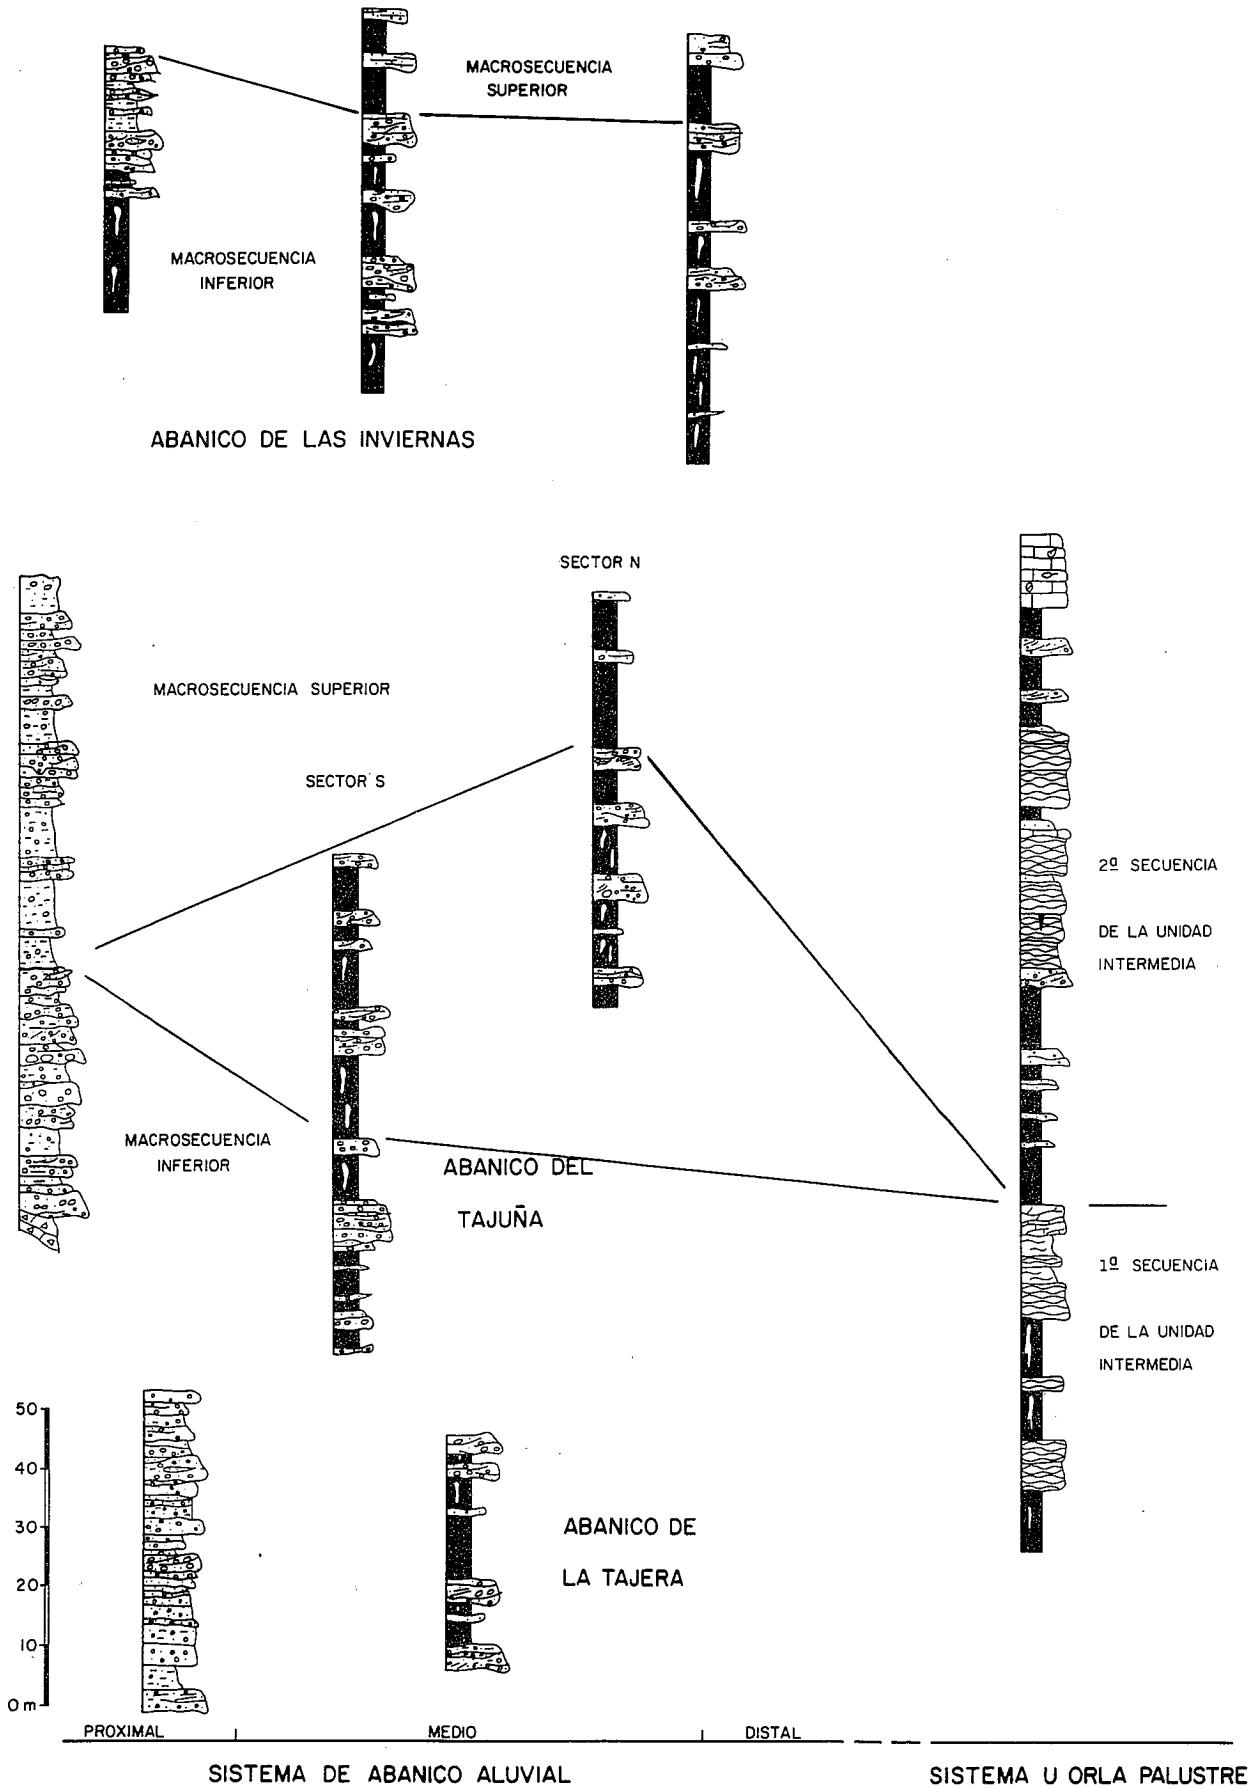 MACROSECUENCIA
SUPERIOR
MACROSECUENCIA
INFERIOR
ABANICO DE LAS INVIERNAS
SECTOR N
MACROSECUENCIA SUPERIOR
SECTOR S
2ª SECUENCIA
DE LA UNIDAD
INTERMEDIA
MACROSECUENCIA
INFERIOR
ABANICO DEL
TAJUÑA
1ª SECUENCIA
DE LA UNIDAD
INTERMEDIA
50
40
30
20
10
0 m
ABANICO DE
LA TAJERA
PROXIMAL MEDIO DISTAL
SISTEMA DE ABANICO ALUVIAL SISTEMA U ORLA PALUSTRE